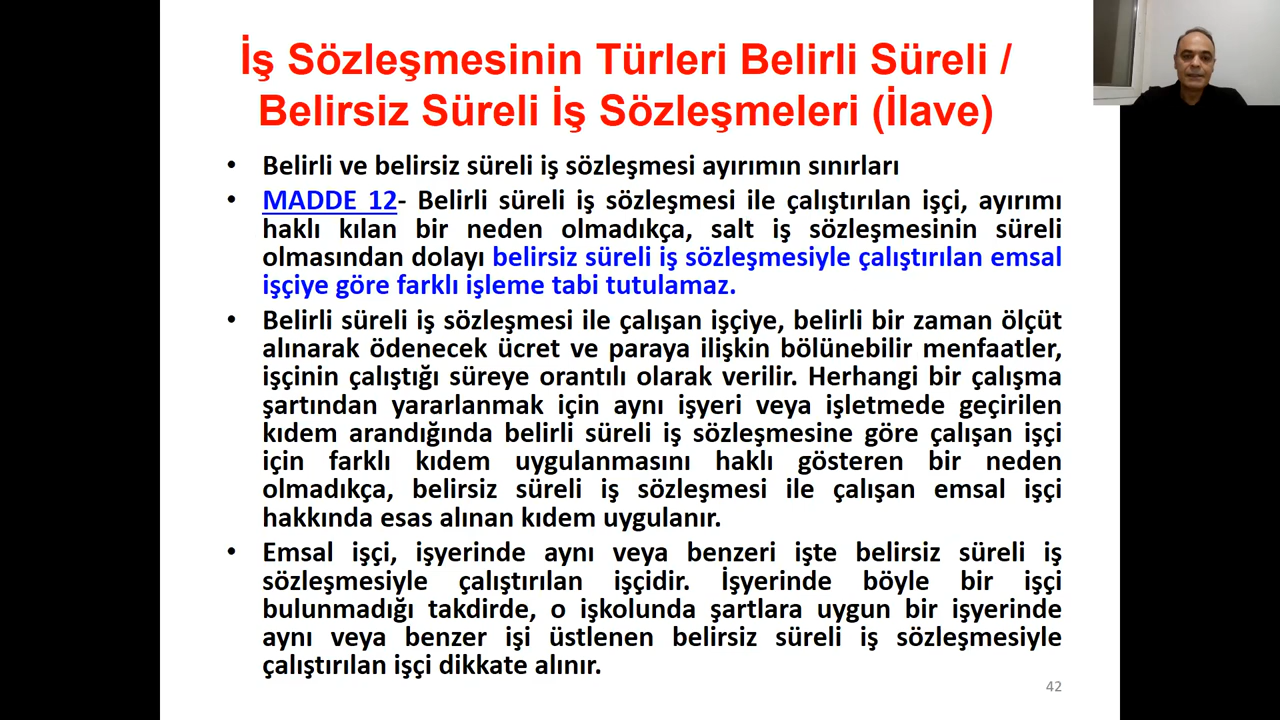 İş Sözleşmesinin Türleri Belirli Süreli /
Belirsiz Süreli İş Sözleşmeleri (İlave)
• Belirli ve belirsiz süreli iş sözleşmesi ayırımın sınırları
• MADDE 12- Belirli süreli iş sözleşmesi ile çalıştırılan işçi, ayırımı
haklı kılan bir neden olmadıkça, salt iş sözleşmesinin süreli
olmasından dolayı belirsiz süreli iş sözleşmesiyle çalıştırılan emsal
işçiye göre farklı işleme tabi tutulamaz.
• Belirli süreli iş sözleşmesi ile çalışan işçiye, belirli bir zaman ölçüt
alınarak ödenecek ücret ve paraya ilişkin bölünebilir menfaatler,
işçinin çalıştığı süreye orantılı olarak verilir. Herhangi bir çalışma
şartından yararlanmak için aynı işyeri veya işletmede geçirilen
kıdem arandığında belirli süreli iş sözleşmesine göre çalışan işçi
için farklı kıdem uygulanmasını haklı gösteren bir neden
olmadıkça, belirsiz süreli iş sözleşmesi ile çalışan emsal işçi
hakkında esas alınan kıdem uygulanır.
• Emsal işçi, işyerinde aynı veya benzeri işte belirsiz süreli iş
sözleşmesiyle çalıştırılan işçidir. İşyerinde böyle bir işçi
bulunmadığı takdirde, o işkolunda şartlara uygun bir işyerinde
aynı veya benzer işi üstlenen belirsiz süreli iş sözleşmesiyle
çalıştırılan işçi dikkate alınır.
42